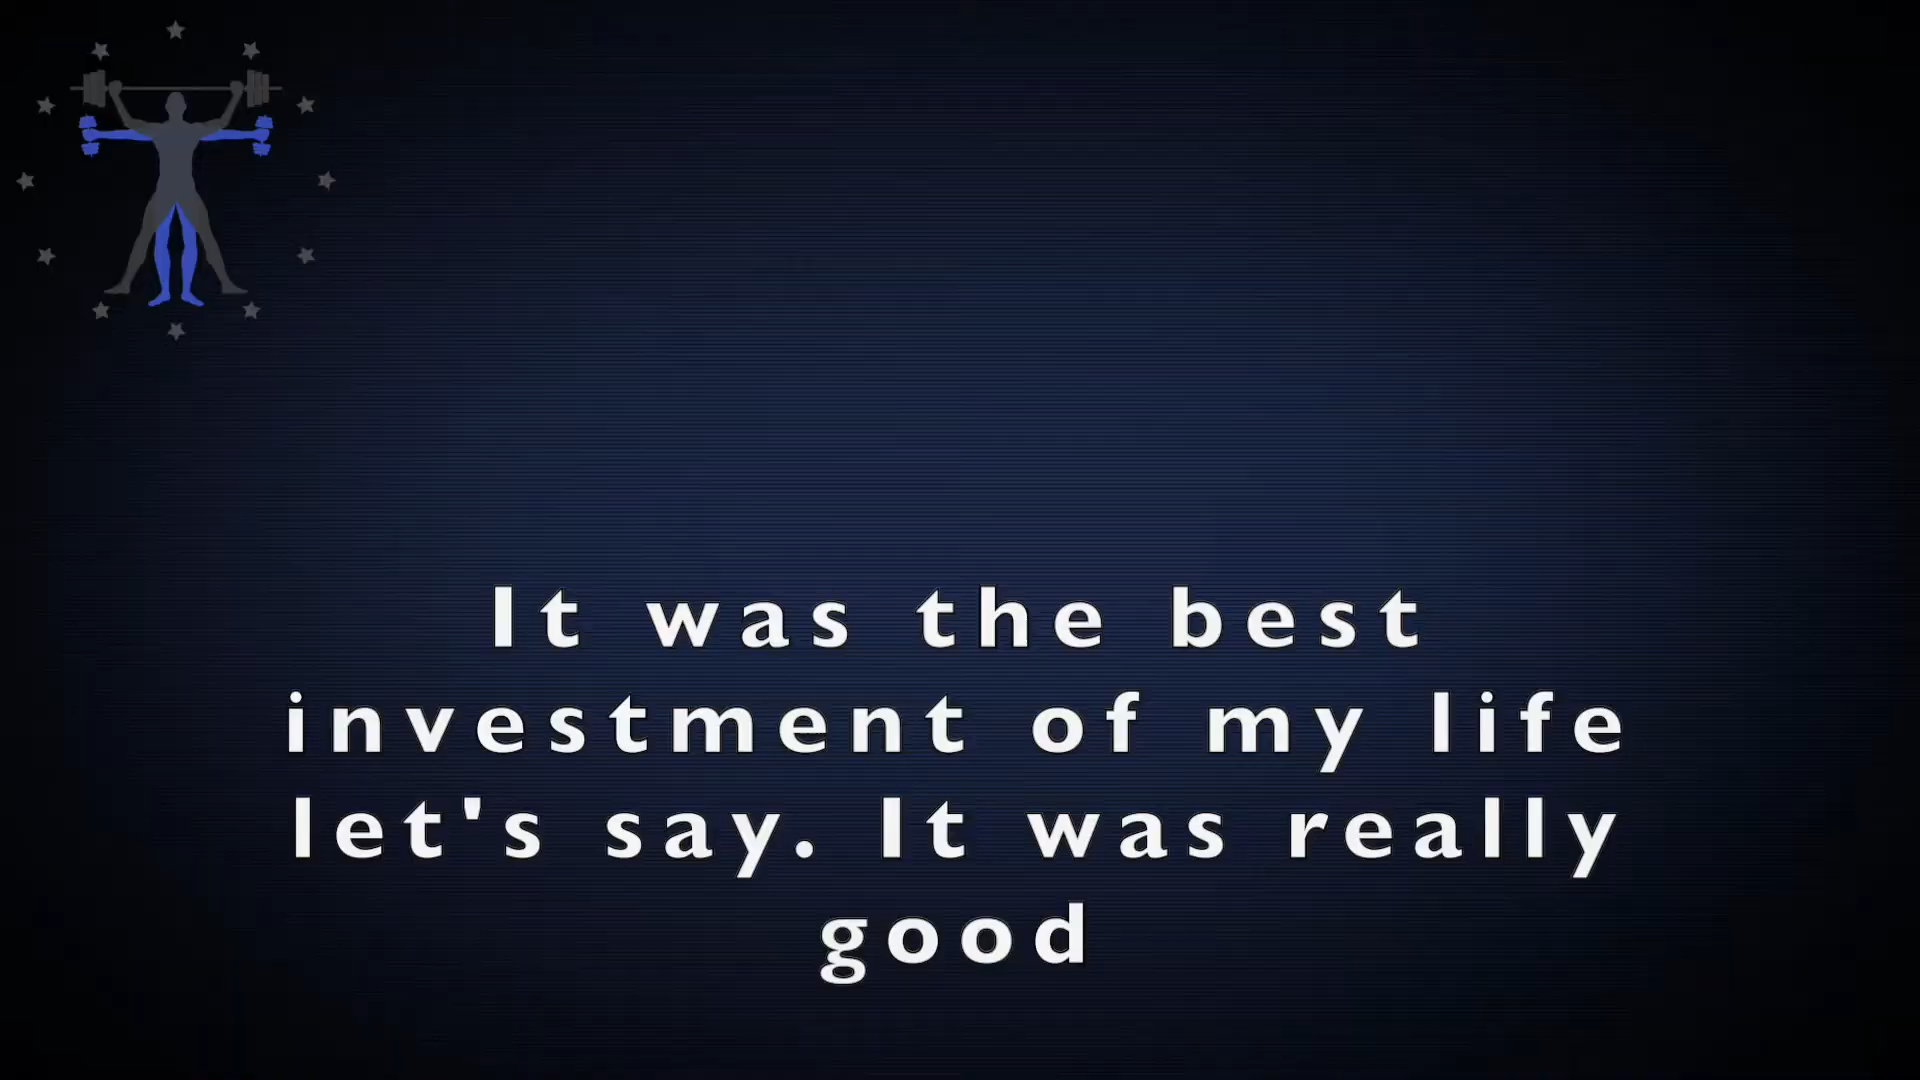 It was the best
investment of my life
let's say. It was really
good